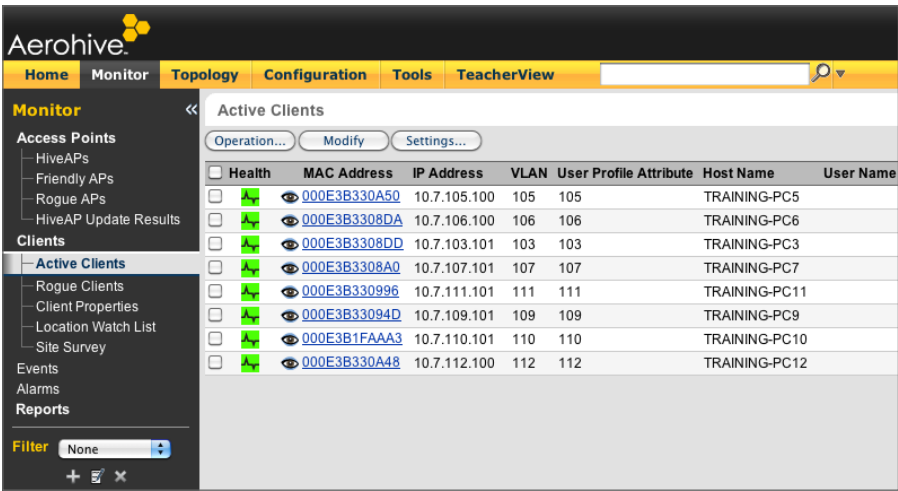 Aerohive
Home Monitor Topology Configuration Tools TeacherView
Monitor «
Access Points
HiveAPs
Friendly APs
Rogue APs
HiveAP Update Results
Clients
Active Clients
Rogue Clients
Client Properties
Location Watch List
Site Survey
Events
Alarms
Reports
Filter None
Active Clients
Operation... Modify Settings...
Health MAC Address IP Address VLAN User Profile Attribute Host Name User Name
000E3B330A50 10.7.105.100 105 105 TRAINING-PC5
000E3B3308DA 10.7.106.100 106 106 TRAINING-PC6
000E3B3308DD 10.7.103.101 103 103 TRAINING-PC3
000E3B3308A0 10.7.107.101 107 107 TRAINING-PC7
000E3B330996 10.7.111.101 111 111 TRAINING-PC11
000E3B33094D 10.7.109.101 109 109 TRAINING-PC9
000E3B1FAAA3 10.7.110.101 110 110 TRAINING-PC10
000E3B330A48 10.7.112.100 112 112 TRAINING-PC12